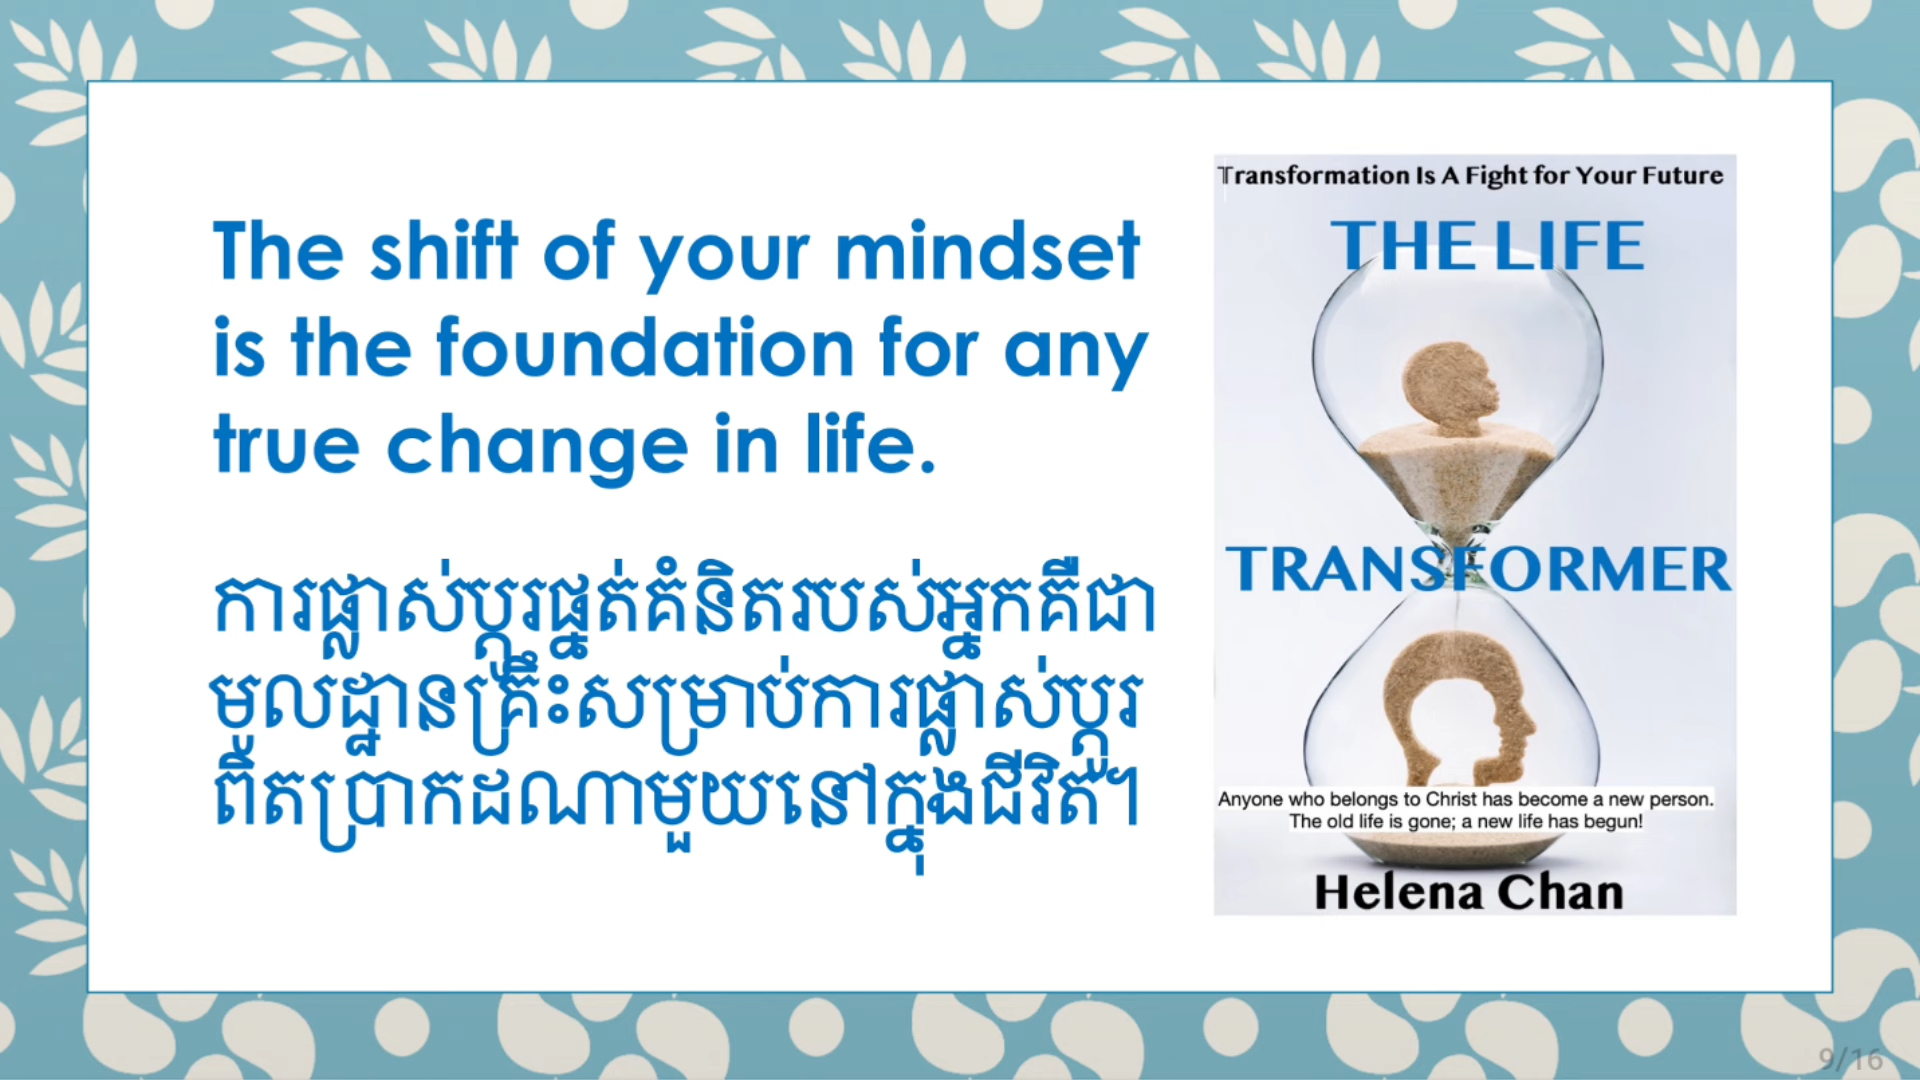 The shift of your mindset
is the foundation for any
true change in life.
ការផ្លាស់ប្តូរផ្នត់គំនិតរបស់អ្នកគឺជា
មូលដ្ឋានគ្រឹះសម្រាប់ការផ្លាស់ប្តូរ
ពិតប្រាកដណាមួយនៅក្នុងជីវិត។
Transformation Is A Fight for Your Future
THE LIFE
TRANSFORMER
Anyone who belongs to Christ has become a new person.
The old life is gone; a new life has begun!
Helena Chan
9/16